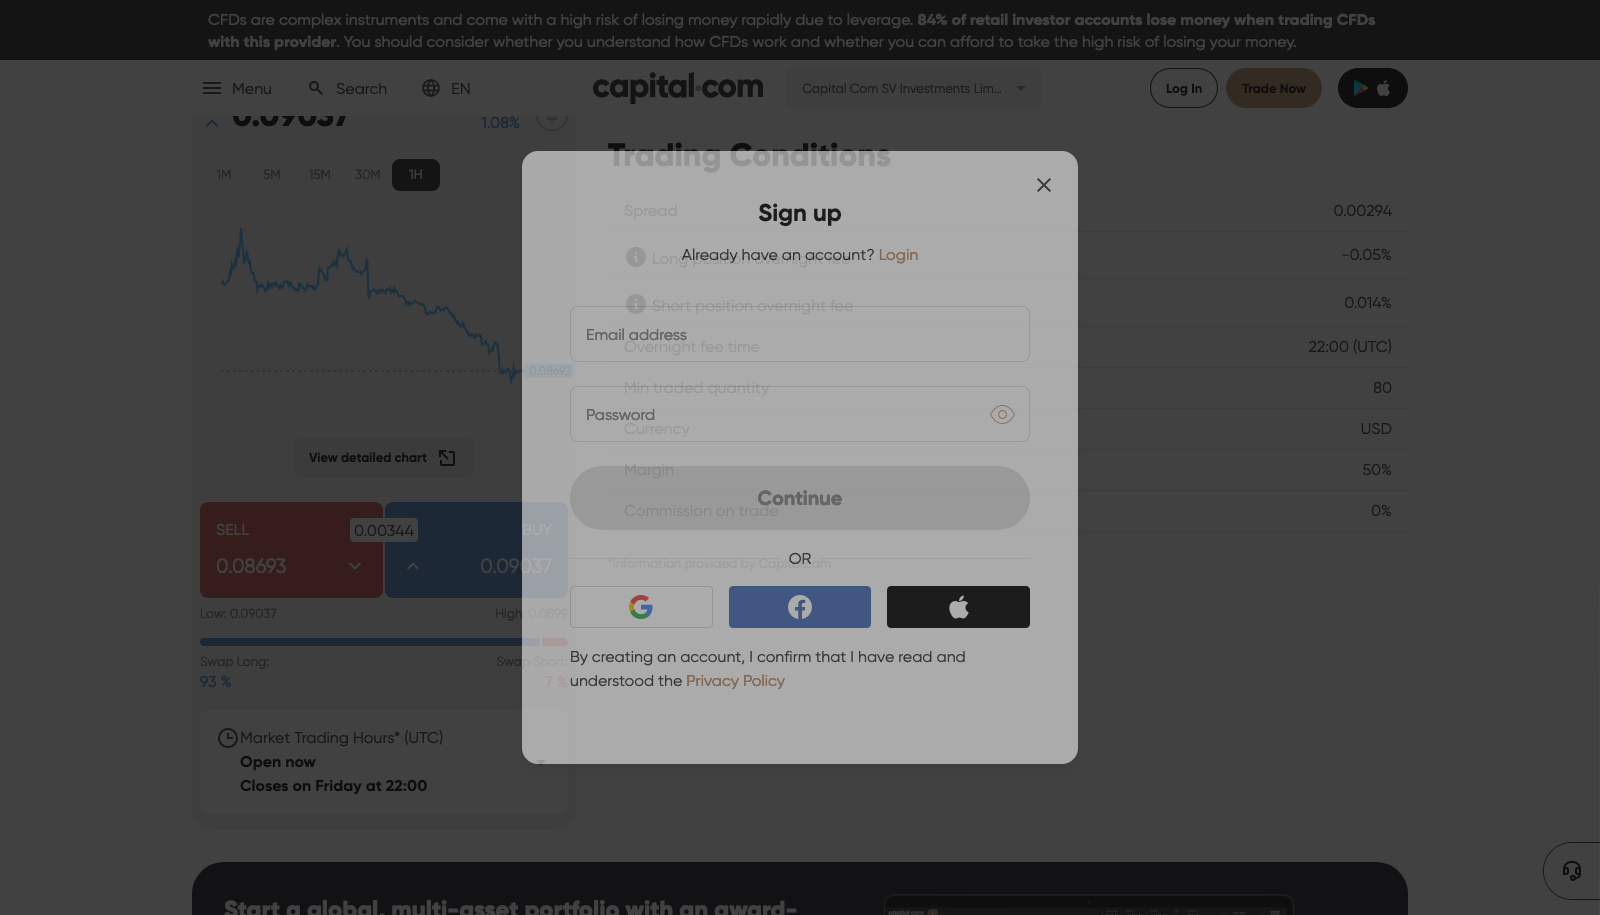 CFDs are complex instruments and come with a high risk of losing money rapidly due to leverage. 84% of retail investor accounts lose money when trading CFDs
with this provider. You should consider whether you understand how CFDs work and whether you can afford to take the high risk of losing your money.
Menu
Search
EN
capital.com
Capital Com SV Investments Lim...
Log In
Trade Now
0.09037
1.08%
1M
5M
15M
30M
1H
0.08693
View detailed chart
SELL
0.00344
BUY
0.08693
0.09037
Low: 0.09037
High: 0.0899
Swap Long:
Swap Short:
93 %
7 %
Market Trading Hours* (UTC)
Open now
Closes on Friday at 22:00
Trading Conditions
Spread
0.00294
Long position overnight fee
-0.05%
Short position overnight fee
0.014%
Overnight fee time
22:00 (UTC)
Min traded quantity
80
Currency
USD
Margin
50%
Commission on trade
0%
*Information provided by Capital.com
Sign up
Already have an account? Login
Email address
Password
Continue
OR
By creating an account, I confirm that I have read and
understood the Privacy Policy
Start a global, multi-asset portfolio with an award-
capital.com